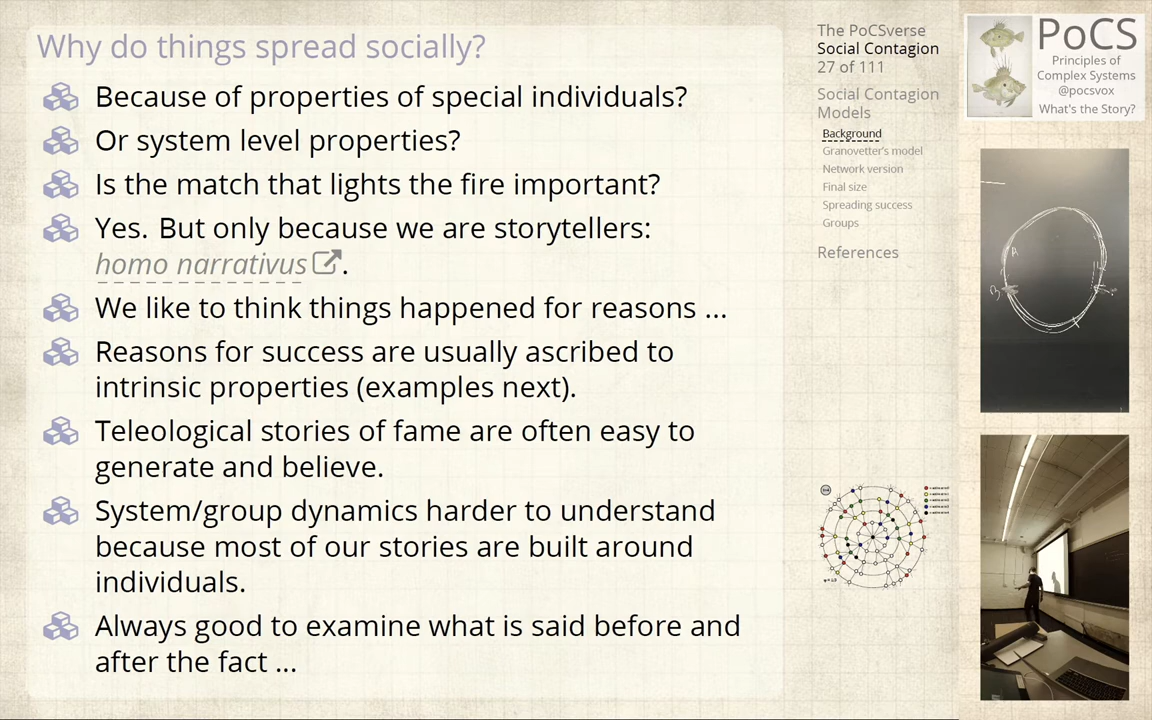 Why do things spread socially?
Because of properties of special individuals?
Or system level properties?
Is the match that lights the fire important?
Yes. But only because we are storytellers:
homo narrativus.
We like to think things happened for reasons ...
Reasons for success are usually ascribed to
intrinsic properties (examples next).
Teleological stories of fame are often easy to
generate and believe.
System/group dynamics harder to understand
because most of our stories are built around
individuals.
Always good to examine what is said before and
after the fact ...
The PoCSverse
Social Contagion
27 of 111
Social Contagion
Models
Background
Granovetter's model
Network version
Final size
Spreading success
Groups
References
PoCS
Principles of
Complex Systems
@pocsvox
What's the Story?
A
B